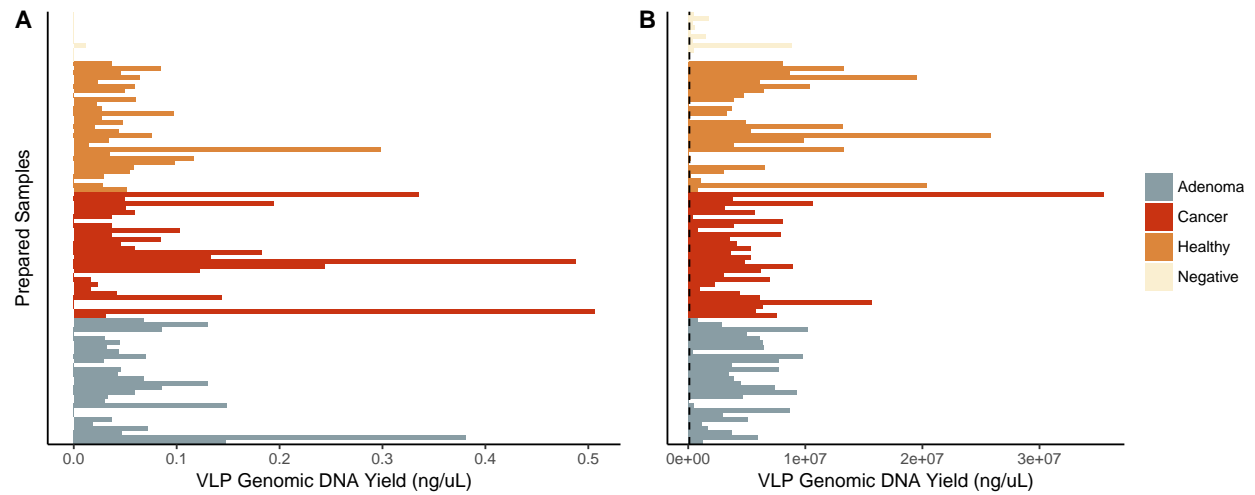 A
B
Prepared Samples
0.0 0.1 0.2 0.3 0.4 0.5
VLP Genomic DNA Yield (ng/uL)
0e+00 1e+07 2e+07 3e+07
VLP Genomic DNA Yield (ng/uL)
Adenoma
Cancer
Healthy
Negative